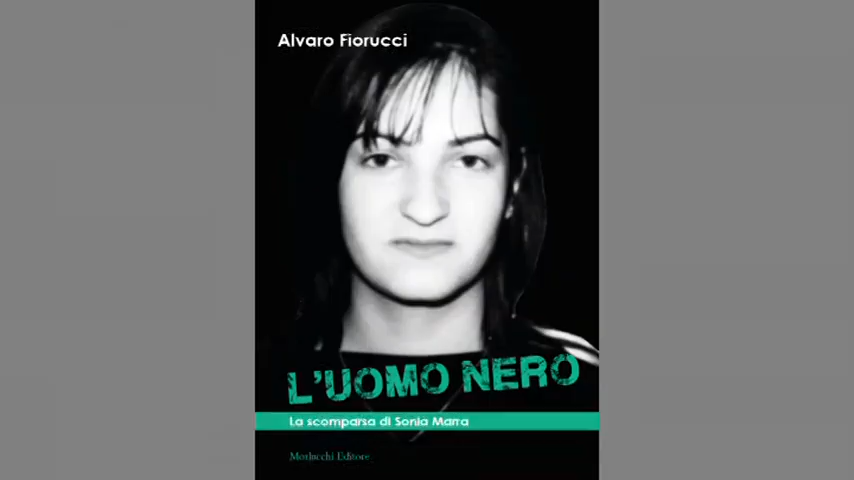 Alvaro Fiorucci
L'UOMO NERO
La scomparsa di Sonia Marra
Morlacchi Editore